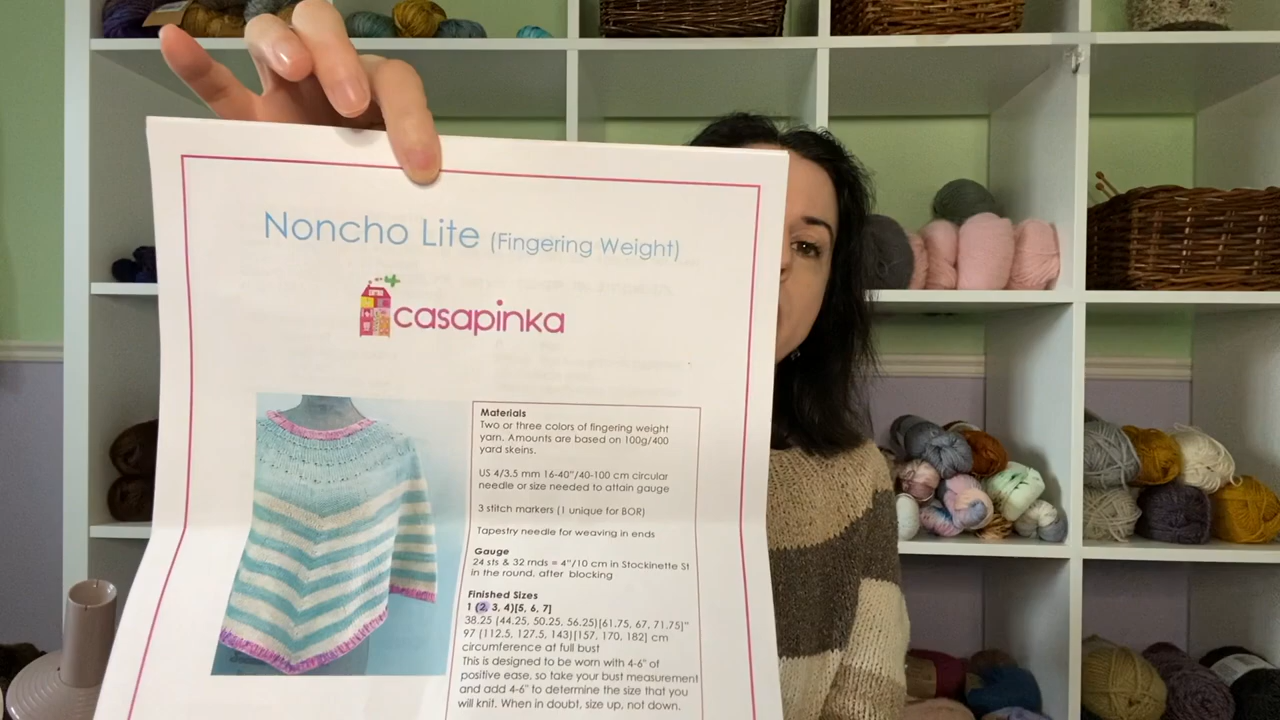 Noncho Lite (Fingering Weight)
casapinka
Materials
Two or three colors of fingering weight
yarn. Amounts are based on 100g/400
yard skeins.
US 4/3.5 mm 16-40"/40-100 cm circular
needle or size needed to attain gauge
3 stitch markers (1 unique for BOR)
Tapestry needle for weaving in ends
Gauge
24 sts & 32 rnds = 4"/10 cm in Stockinette St
in the round, after blocking
Finished Sizes
1 (2, 3, 4)[5, 6, 7]
38.25 (44.25, 50.25, 56.25)[61.75, 67, 71.75]"
97 (112.5, 127.5, 143)[157, 170, 182] cm
circumference at full bust
This is designed to be worn with 4-6" of
positive ease, so take your bust measurement
and add 4-6" to determine the size that you
will knit. When in doubt, size up, not down.